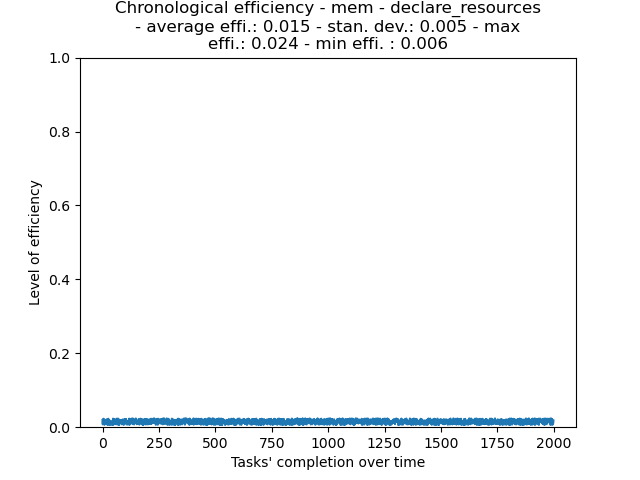 Chronological efficiency - mem - declare_resources
- average effi.: 0.015 - stan. dev.: 0.005 - max
effi.: 0.024 - min effi. : 0.006
1.0
0.8
0.6
0.4
0.2
0.0
Level of efficiency
0 250 500 750 1000 1250 1500 1750 2000
Tasks' completion over time